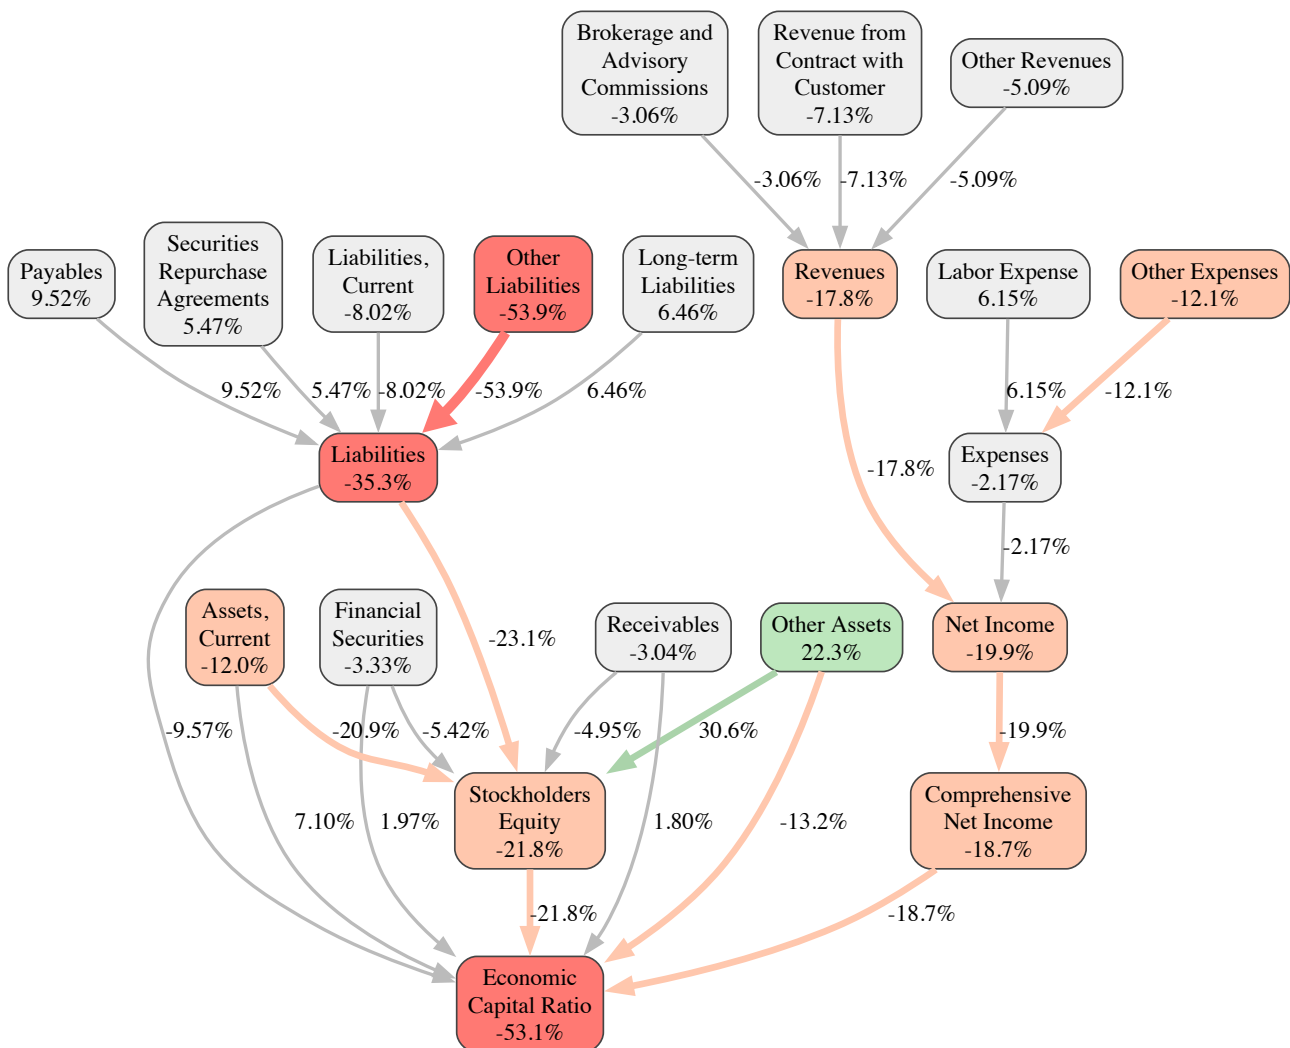 Brokerage and
Advisory
Commissions
-3.06%
Revenue from
Contract with
Customer
-7.13%
Other Revenues
-5.09%
-3.06%
-7.13%
-5.09%
Payables
9.52%
Securities
Repurchase
Agreements
5.47%
Liabilities,
Current
-8.02%
Other
Liabilities
-53.9%
Long-term
Liabilities
6.46%
Revenues
-17.8%
Labor Expense
6.15%
Other Expenses
-12.1%
9.52%
5.47%
-8.02%
-53.9%
6.46%
6.15%
-12.1%
Liabilities
-35.3%
-17.8%
Expenses
-2.17%
-2.17%
Assets,
Current
-12.0%
Financial
Securities
-3.33%
-23.1%
Receivables
-3.04%
Other Assets
22.3%
Net Income
-19.9%
-9.57%
-20.9%
-5.42%
-4.95%
30.6%
-19.9%
Stockholders
Equity
-21.8%
Comprehensive
Net Income
-18.7%
7.10%
1.97%
1.80%
-13.2%
-21.8%
-18.7%
Economic
Capital Ratio
-53.1%